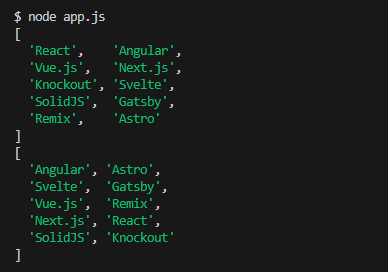 $ node app.js
[
  'React',    'Angular',
  'Vue.js',   'Next.js',
  'Knockout', 'Svelte',
  'SolidJS',  'Gatsby',
  'Remix',    'Astro'
]
[
  'Angular', 'Astro',
  'Svelte',  'Gatsby',
  'Vue.js',  'Remix',
  'Next.js', 'React',
  'SolidJS', 'Knockout'
]